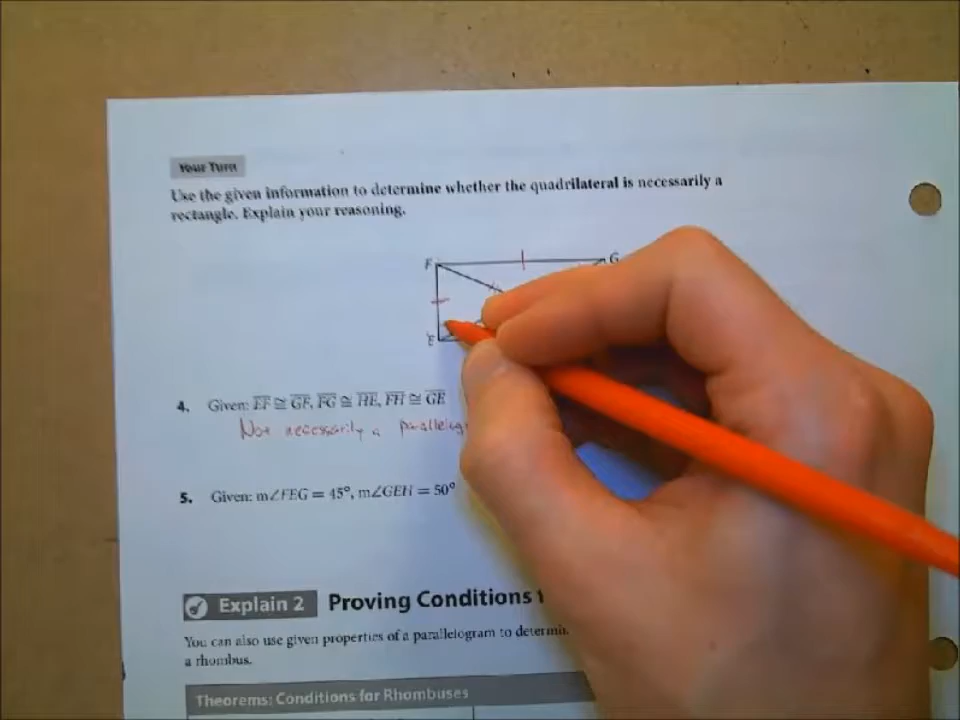 Your Turn
Use the given information to determine whether the quadrilateral is necessarily a
rectangle. Explain your reasoning.
F G
E
4. Given: EF ≅ GF, FG ≅ HE, FH ≅ GE
Not necessarily a
5. Given: m∠FEG = 45°, m∠GEH = 50°
Explain 2 Proving Conditions
You can also use given properties of a parallelogram to
a rhombus.
Theorems: Conditions for Rhombuses